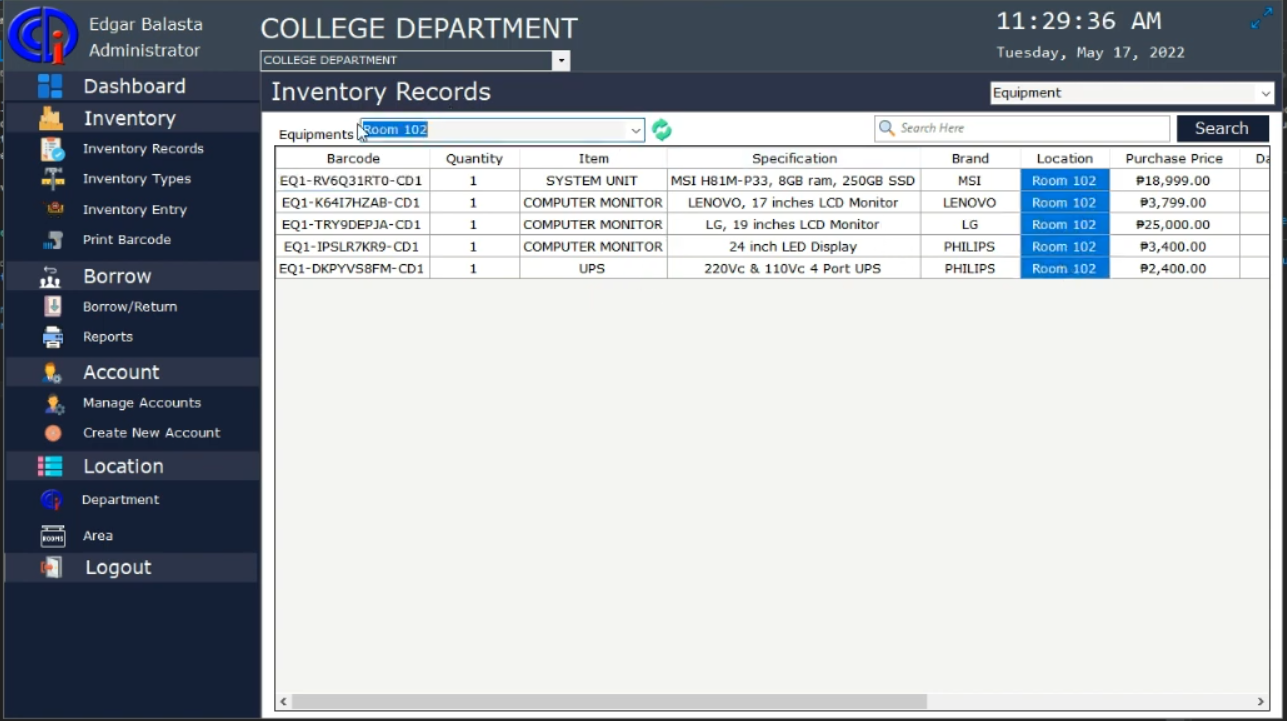 Edgar Balasta
Administrator
COLLEGE DEPARTMENT
COLLEGE DEPARTMENT
11:29:36 AM
Tuesday, May 17, 2022
Dashboard
Inventory
Inventory Records
Inventory Types
Inventory Entry
Print Barcode
Borrow
Borrow/Return
Reports
Account
Manage Accounts
Create New Account
Location
Department
ROOMS Area
Logout
Inventory Records
Equipment
Equipments Room 102
Search Here
Search
Barcode Quantity Item Specification Brand Location Purchase Price Da
EQ1-RV6Q31RT0-CD1 1 SYSTEM UNIT MSI H81M-P33, 8GB ram, 250GB SSD MSI Room 102 ₱18,999.00
EQ1-K64I7HZAB-CD1 1 COMPUTER MONITOR LENOVO, 17 inches LCD Monitor LENOVO Room 102 ₱3,799.00
EQ1-TRY9DEPJA-CD1 1 COMPUTER MONITOR LG, 19 inches LCD Monitor LG Room 102 ₱25,000.00
EQ1-IPSLR7KR9-CD1 1 COMPUTER MONITOR 24 inch LED Display PHILIPS Room 102 ₱3,400.00
EQ1-DKPYVS8FM-CD1 1 UPS 220Vc & 110Vc 4 Port UPS PHILIPS Room 102 ₱2,400.00